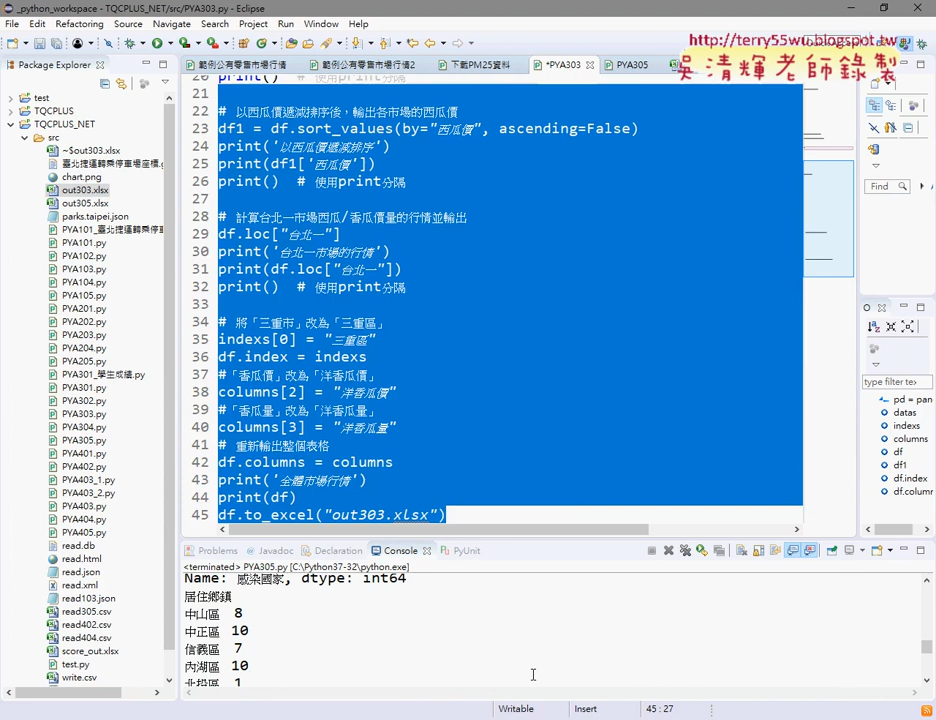 _python_workspace - TQCPLUS_NET/src/PYA303.py - Eclipse
File Edit Refactoring Source Navigate Search Project Run Window Help
http://terry55wu.blogspot.tw
吳清輝老師錄製
Package Explorer
範例公有零售市場行情
範例公有零售市場行情2
下載PM25資料
*PYA303
PYA305
test
TQCPLUS
TQCPLUS_NET
src
~$out303.xlsx
臺北捷運轉乘停車場座標.
chart.png
out303.xlsx
out305.xlsx
parks.taipei.json
PYA101_臺北捷運轉乘停車
PYA101.py
PYA102.py
PYA103.py
PYA104.py
PYA105.py
PYA201.py
PYA202.py
PYA203.py
PYA204.py
PYA205.py
PYA301_學生成績.py
PYA301.py
PYA302.py
PYA303.py
PYA304.py
PYA305.py
PYA401.py
PYA402.py
PYA403_2.py
PYA403.py
PYA404.py
PYA405.py
read.db
read.html
read.json
read.xml
read103.json
read305.csv
read402.csv
read404.csv
score_out.xlsx
test.py
write.csv
20 print() # 使用print分隔
21
22 # 以西瓜價遞減排序後，輸出各市場的西瓜價
23 df1 = df.sort_values(by="西瓜價", ascending=False)
24 print('以西瓜價遞減排序')
25 print(df1['西瓜價'])
26 print() # 使用print分隔
27
28 # 計算台北一市場西瓜/香瓜價量的行情並輸出
29 df.loc["台北一"]
30 print('台北一市場的行情')
31 print(df.loc["台北一"])
32 print() # 使用print分隔
33
34 # 將「三重市」改為「三重區」
35 indexs[0] = "三重區"
36 df.index = indexs
37 #「香瓜價」改為「洋香瓜價」
38 columns[2] = "洋香瓜價"
39 #「香瓜量」改為「洋香瓜量」
40 columns[3] = "洋香瓜量"
41 # 重新輸出整個表格
42 df.columns = columns
43 print('全體市場行情')
44 print(df)
45 df.to_excel("out303.xlsx")
Find
type filter te
pd = pan
datas
indexs
columns
df
df1
df.index
df.column
Problems Javadoc Declaration Console PyUnit
<terminated> PYA305.py [C:\Python37-32\python.exe]
Name: 感染國家, dtype: int64
居住鄉鎮
中山區 8
中正區 10
信義區 7
內湖區 10
北投區 1
Writable Insert 45 : 27